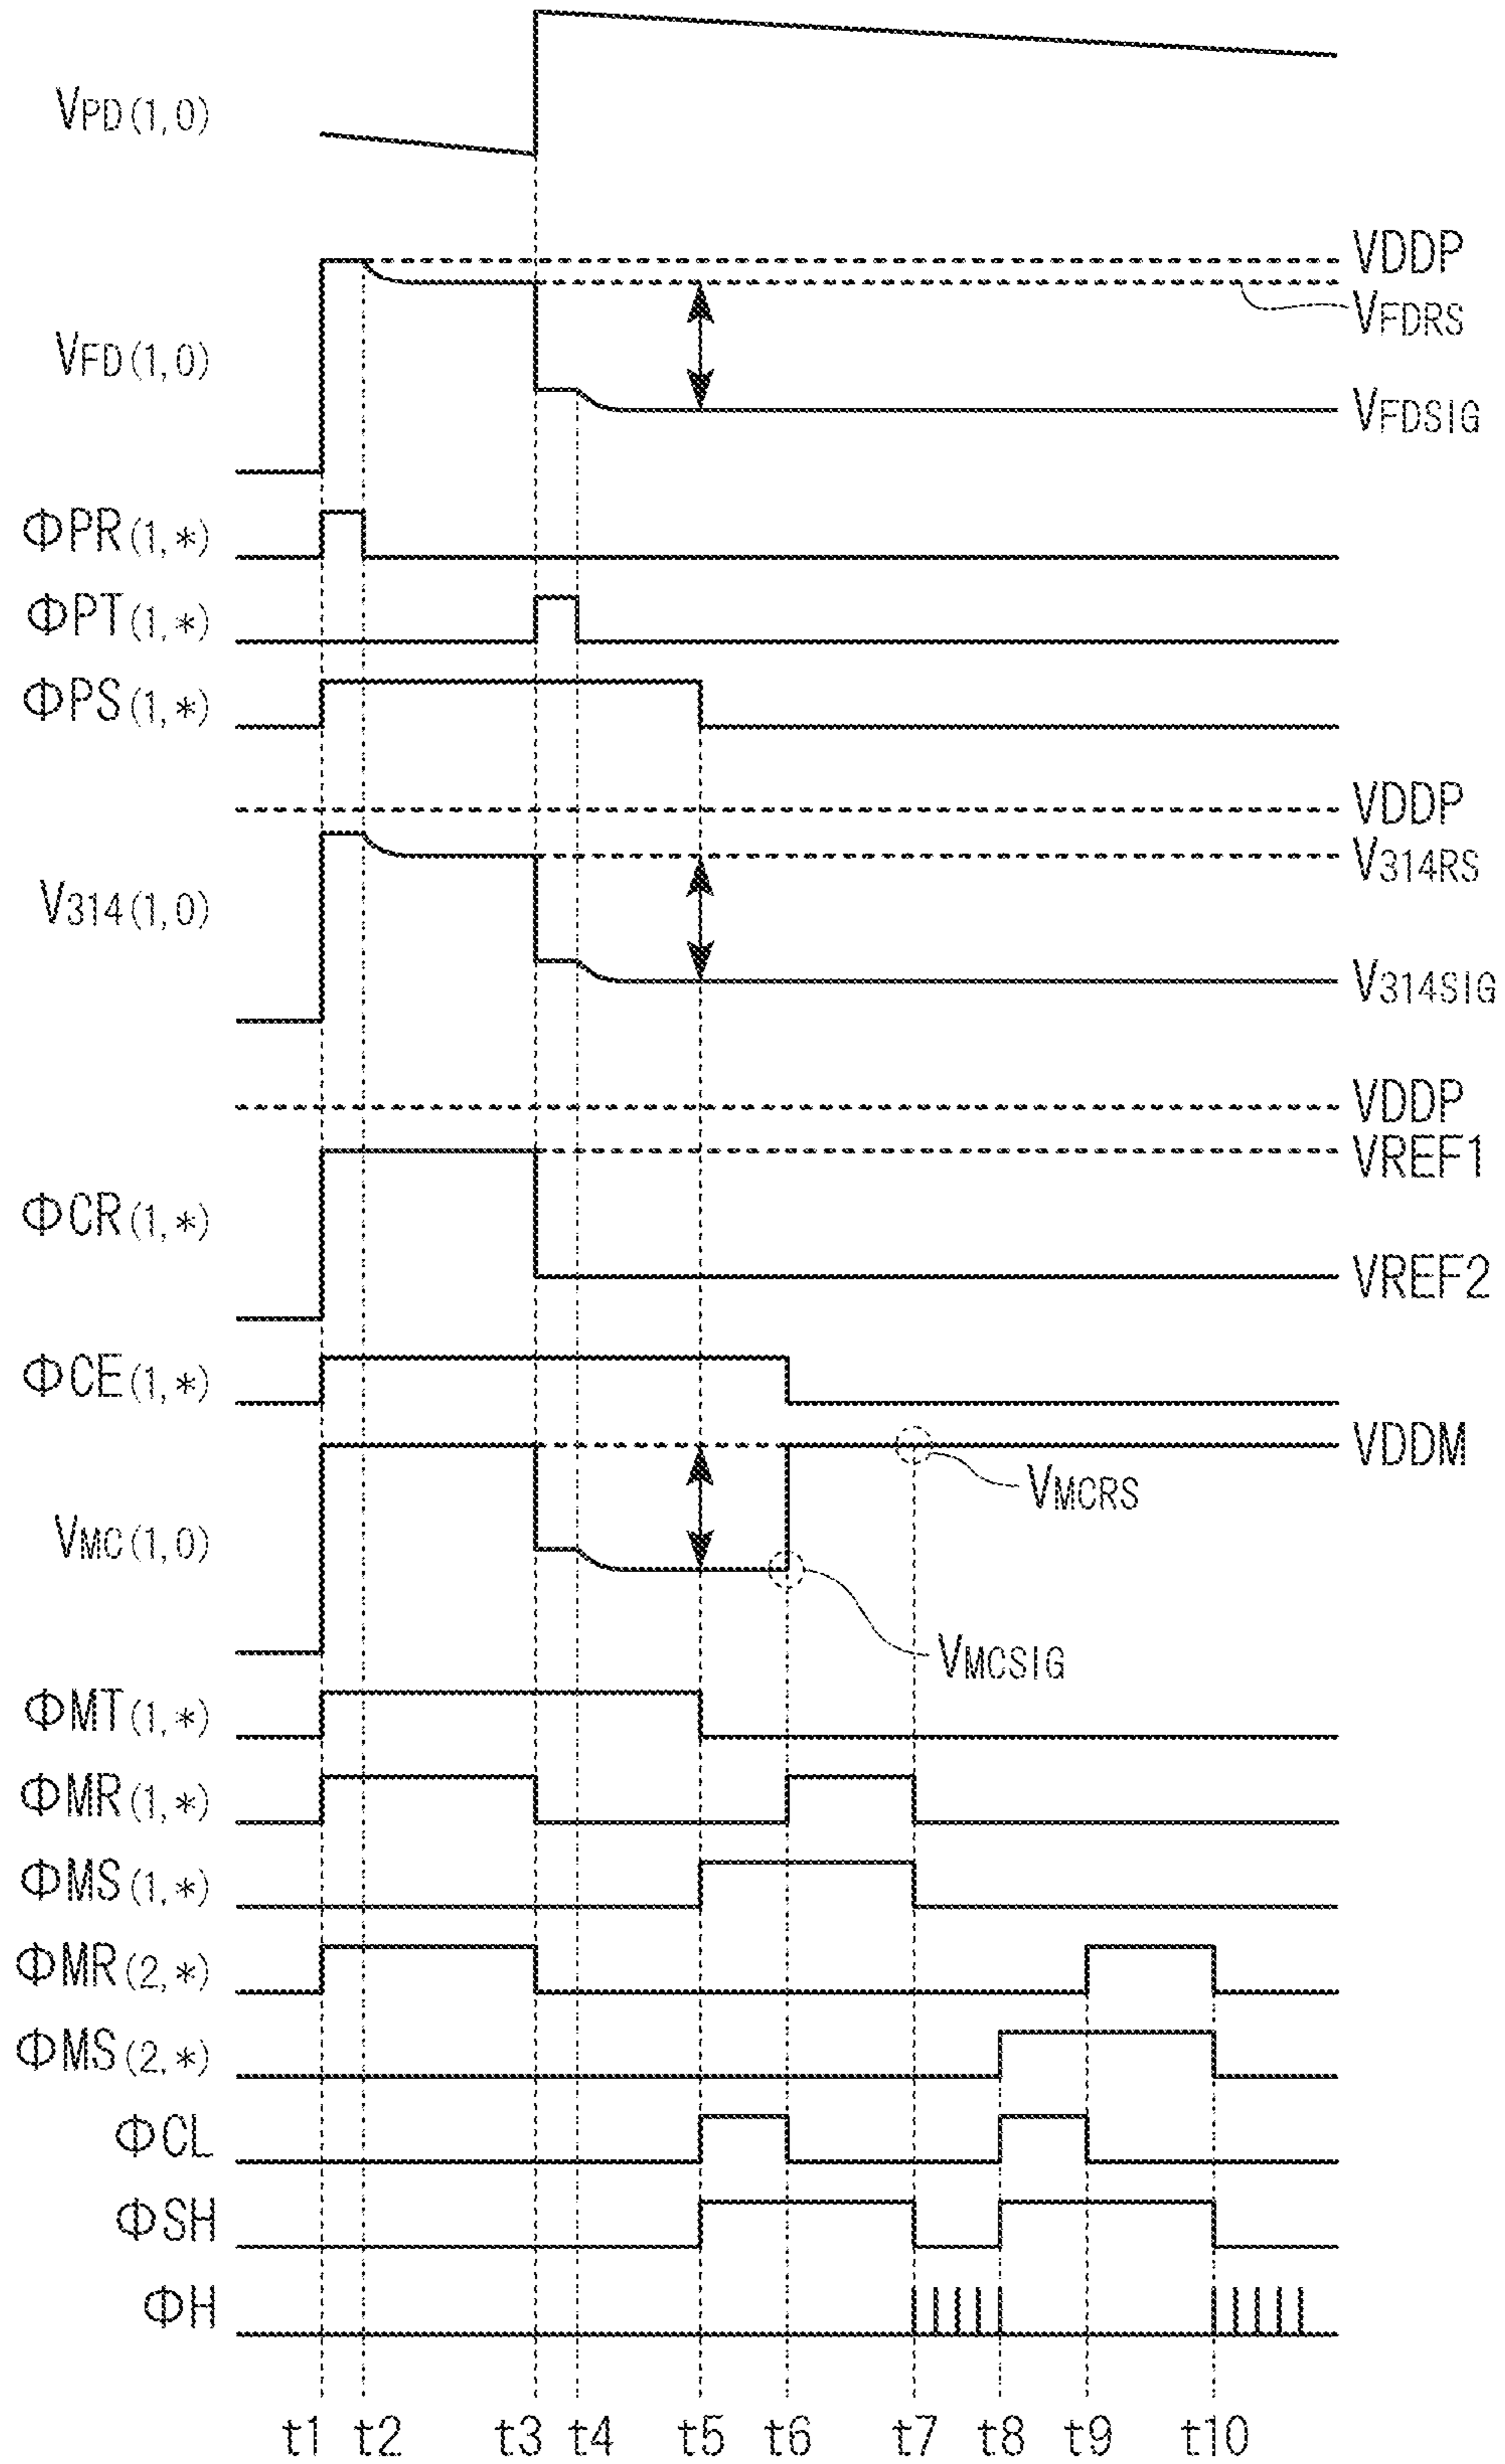 VPD(1,0)
VDDP
VFDRS
VFD(1,0)
VFDSIG
ΦPR(1,*)
ΦPT(1,*)
ΦPS(1,*)
VDDP
V314RS
V314(1,0)
V314SIG
VDDP
VREF1
ΦCR(1,*)
VREF2
ΦCE(1,*)
VDDM
VMCRS
VMC(1,0)
VMCSIG
ΦMT(1,*)
ΦMR(1,*)
ΦMS(1,*)
ΦMR(2,*)
ΦMS(2,*)
ΦCL
ΦSH
ΦH
t1 t2 t3 t4 t5 t6 t7 t8 t9 t10